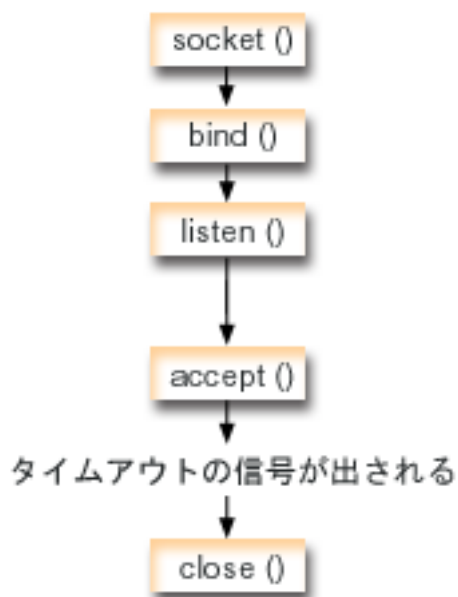 socket ()
bind ()
listen ()
accept ()
タイムアウトの信号が出される
close ()